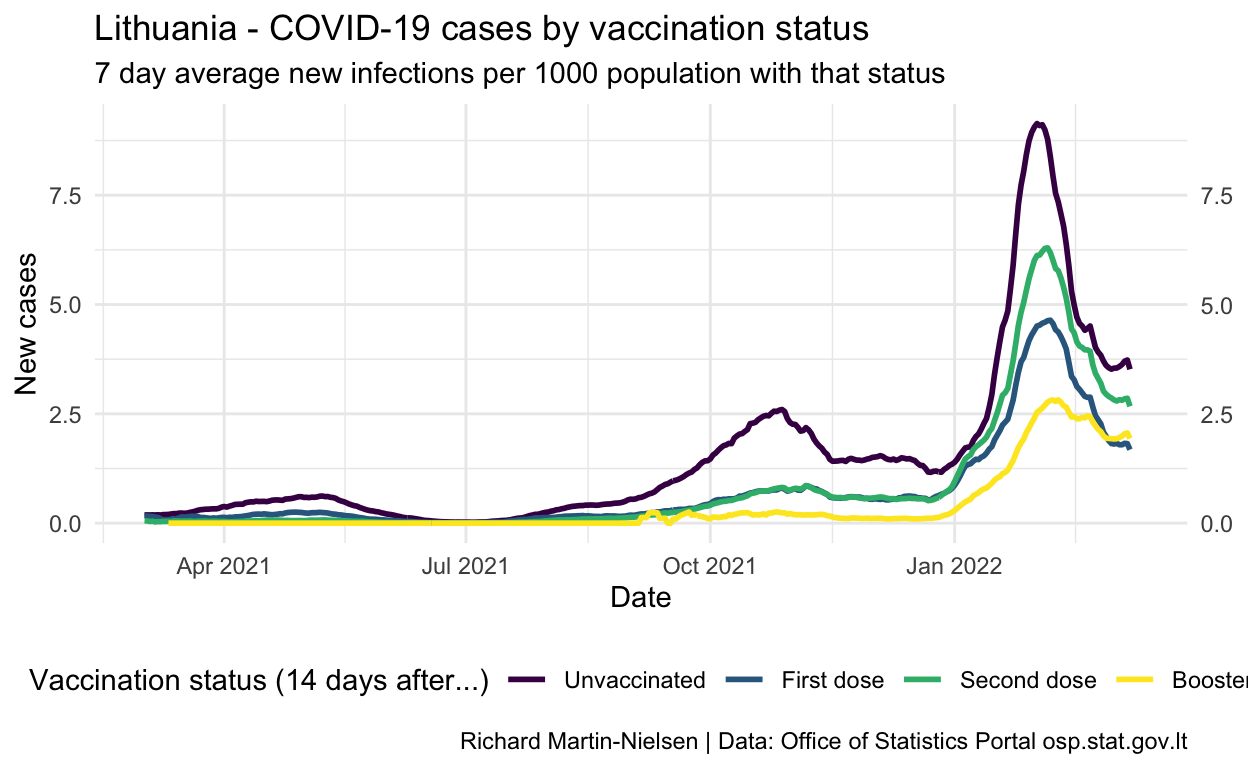 Lithuania - COVID-19 cases by vaccination status
7 day average new infections per 1000 population with that status
New cases
7.5
5.0
2.5
0.0
7.5
5.0
2.5
0.0
Apr 2021 Jul 2021 Oct 2021 Jan 2022
Date
Vaccination status (14 days after...) Unvaccinated First dose Second dose Booster
Richard Martin-Nielsen | Data: Office of Statistics Portal osp.stat.gov.lt